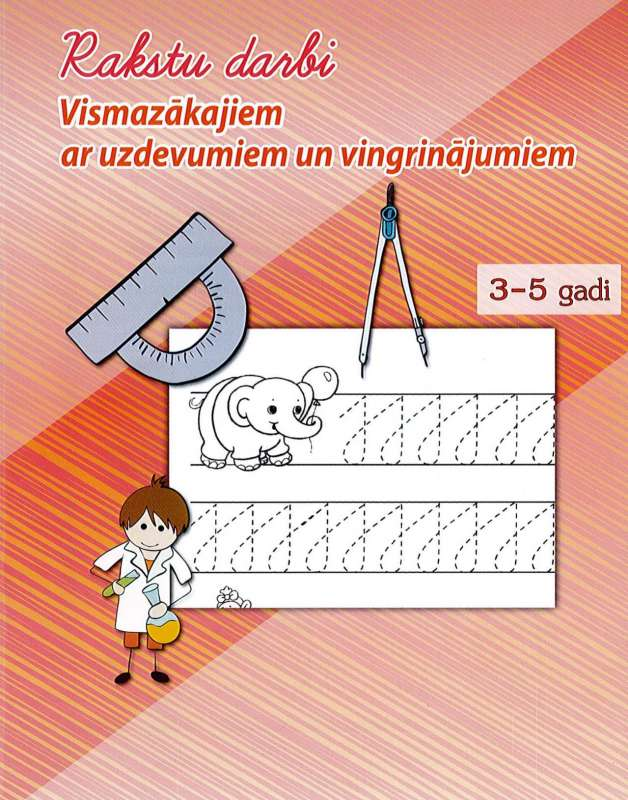 Rakstu darbi
Vismazākajiem
ar uzdevumiem un vingrinājumiem
3-5 gadi